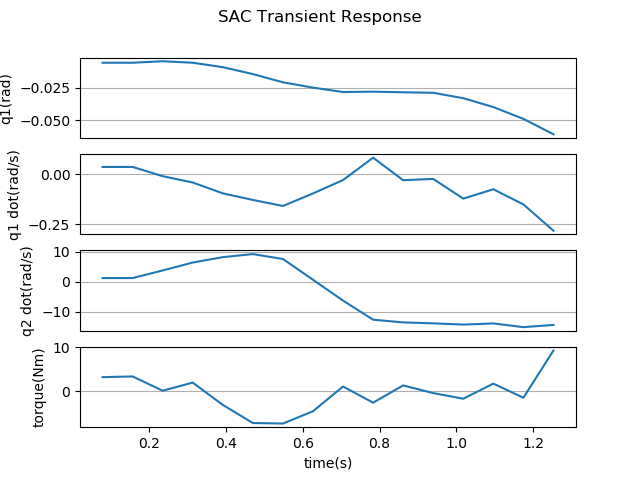 SAC Transient Response
q1(rad)
−0.025
−0.050
q1 dot(rad/s)
0.00
−0.25
q2 dot(rad/s)
10
0
−10
torque(Nm)
10
0
0.2 0.4 0.6 0.8 1.0 1.2
time(s)